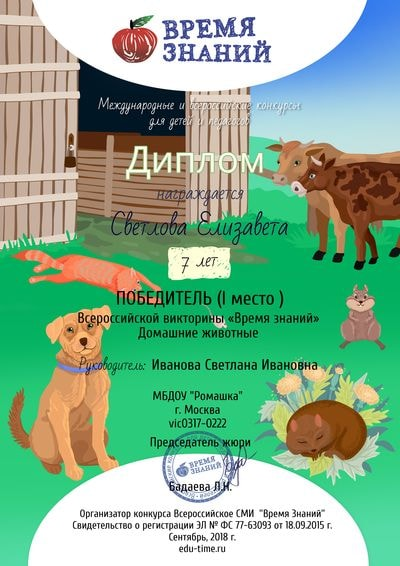 ВРЕМЯ
ЗНАНИЙ
Международные и всероссийские конкурсы
для детей и педагогов
Диплом
награждается
Светлова Елизавета
7 лет
ПОБЕДИТЕЛЬ (I место )
Всероссийской викторины «Время знаний»
Домашние животные
Руководитель: Иванова Светлана Ивановна
МБДОУ "Ромашка"
г. Москва
vic0317-0222
Председатель жюри
ВРЕМЯ
ЗНАНИЙ
Бадаева Л.Н.
Организатор конкурса Всероссийское СМИ "Время Знаний"
Свидетельство о регистрации ЭЛ № ФС 77-63093 от 18.09.2015 г.
Сентябрь, 2018 г.
edu-time.ru